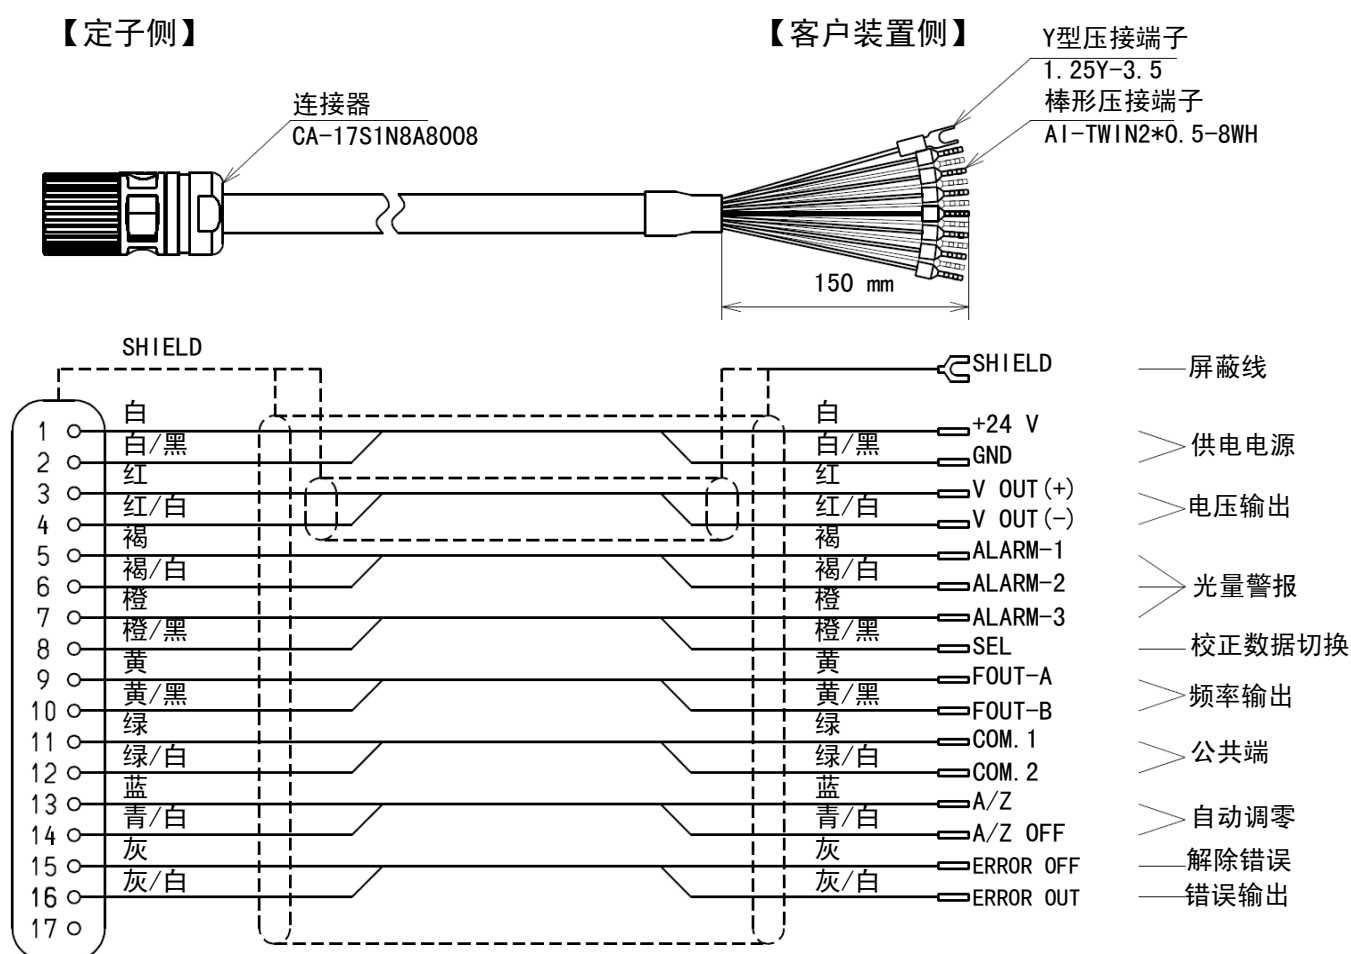 【定子侧】
【客户装置侧】
Y型压接端子
1.25Y-3.5
棒形压接端子
AI-TWIN2*0.5-8WH
连接器
CA-17S1N8A8008
150 mm
SHIELD
SHIELD 屏蔽线
1 白 白 +24 V
2 白/黑 白/黑 GND
供电电源
3 红 红 V OUT(+)
4 红/白 红/白 V OUT(-)
电压输出
5 褐 褐 ALARM-1
6 褐/白 褐/白 ALARM-2
7 橙 橙 ALARM-3
光量警报
8 橙/黑 橙/黑 SEL 校正数据切换
9 黄 黄 FOUT-A
10 黄/黑 黄/黑 FOUT-B
频率输出
11 绿 绿 COM.1
12 绿/白 绿/白 COM.2
公共端
13 蓝 蓝 A/Z
14 青/白 青/白 A/Z OFF
自动调零
15 灰 灰 ERROR OFF 解除错误
16 灰/白 灰/白 ERROR OUT 错误输出
17